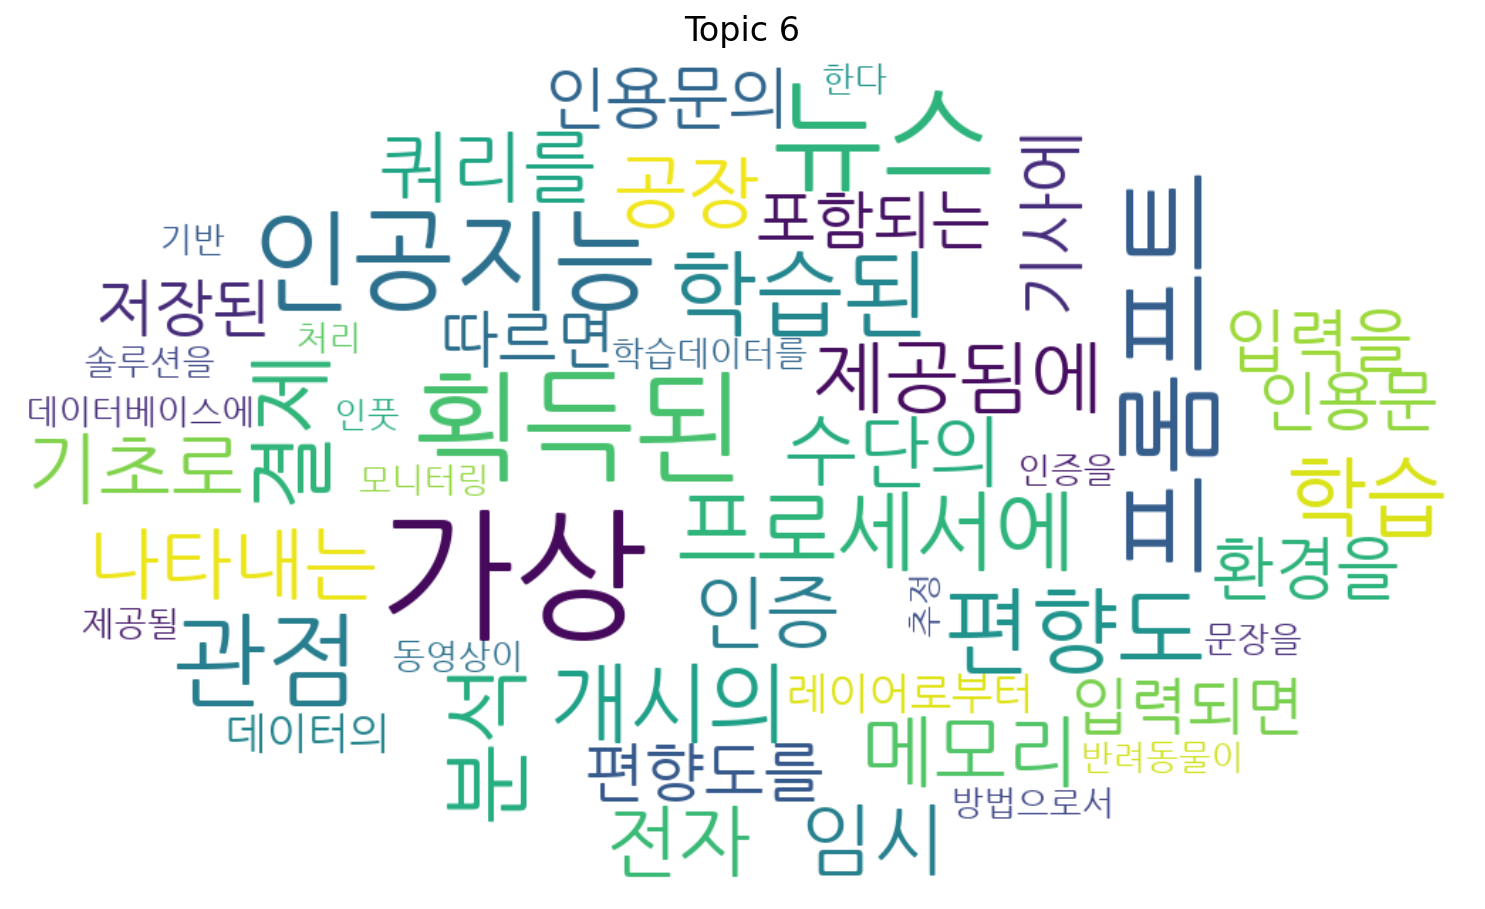 Topic 6
한다
인용문의
뉴스
쿼리를
공장
기사에
포함되는
프롬프트
기반
인공지능
학습된
저장된
따르면
처리
학습데이터를
입력을
솔루션을
결제
제공됨에
인용문
데이터베이스에
인풋
획득된
수단의
기초로
모니터링
인증을
학습
가상
프로세서에
나타내는
환경을
인증
추정
편향도
제공될
관점
동영상이
문장을
분석
개시의
레이어로부터
입력되면
데이터의
편향도를
메모리
반려동물이
방법으로서
전자
임시